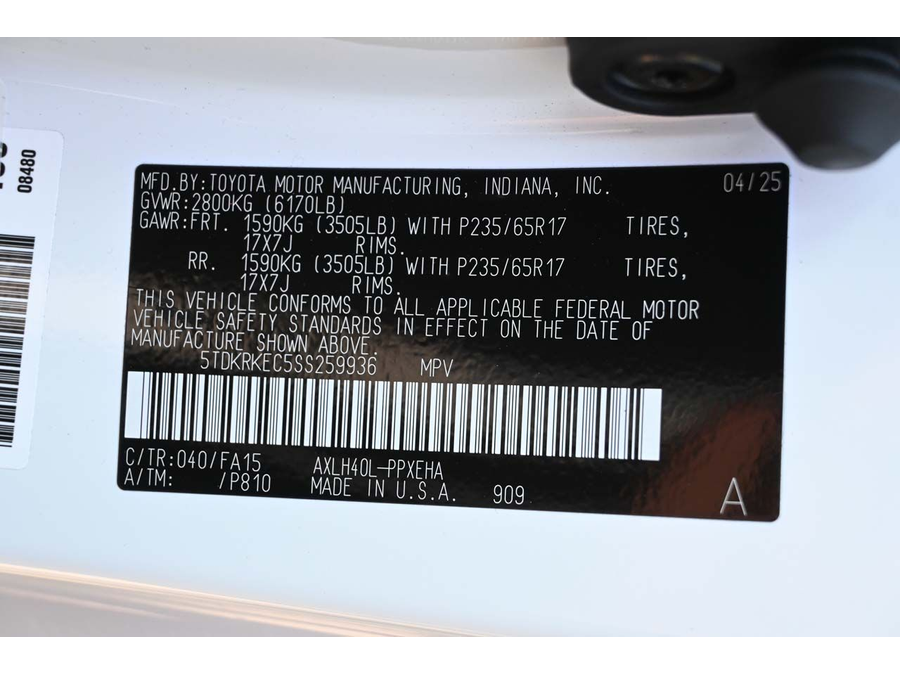 08480
MFD.BY:TOYOTA MOTOR MANUFACTURING, INDIANA, INC. 04/25
GVWR:2800KG (6170LB)
GAWR:FRT. 1590KG (3505LB) WITH P235/65R17 TIRES,
17X7J RIMS.
RR. 1590KG (3505LB) WITH P235/65R17 TIRES,
17X7J RIMS.
THIS VEHICLE CONFORMS TO ALL APPLICABLE FEDERAL MOTOR
VEHICLE SAFETY STANDARDS IN EFFECT ON THE DATE OF
MANUFACTURE SHOWN ABOVE.
5TDKRKEC5SS259936 MPV
C/TR:040/FA15 AXLH40L-PPXEHA
A/TM: /P810 MADE IN U.S.A. 909 A